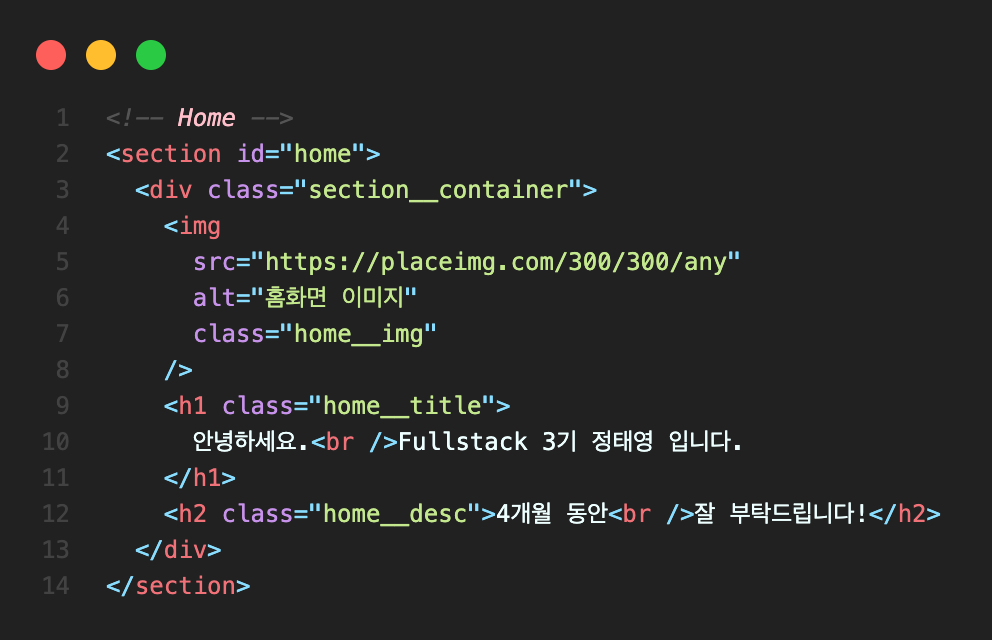 1 <!-- Home -->
2 <section id="home">
3 <div class="section__container">
4 <img
5 src="https://placeimg.com/300/300/any"
6 alt="홈화면 이미지"
7 class="home__img"
8 />
9 <h1 class="home__title">
10 안녕하세요.<br />Fullstack 3기 정태영 입니다.
11 </h1>
12 <h2 class="home__desc">4개월 동안<br />잘 부탁드립니다!</h2>
13 </div>
14 </section>